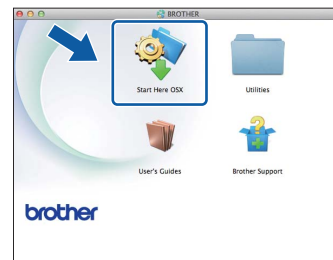 BROTHER
Start Here OSX
Utilities
User's Guides
Brother Support
brother